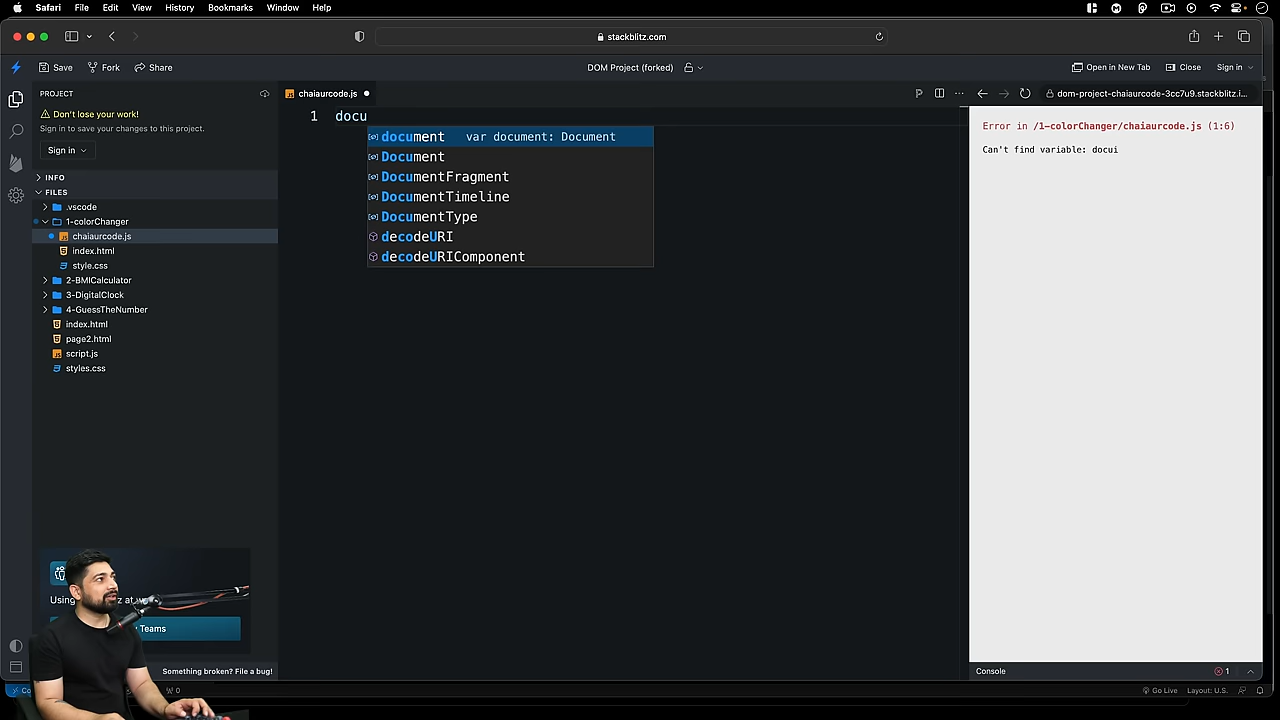 Safari File Edit View History Bookmarks Window Help
stackblitz.com
Save Fork Share
DOM Project (forked)
Open in New Tab Close Sign in
PROJECT
Don't lose your work!
Sign in to save your changes to this project.
Sign in
INFO
FILES
.vscode
1-colorChanger
chaiaurcode.js
index.html
style.css
2-BMICalculator
3-DigitalClock
4-GuessTheNumber
index.html
page2.html
script.js
styles.css
Teams
Something broken? File a bug!
chaiaurcode.js
1 docu
document var document: Document
Document
DocumentFragment
DocumentTimeline
DocumentType
decodeURI
decodeURIComponent
dom-project-chaiaurcode-3cc7u9.stackblitz.i...
Error in /1-colorChanger/chaiaurcode.js (1:6)
Can't find variable: docui
Console 1
0
Go Live Layout: U.S.